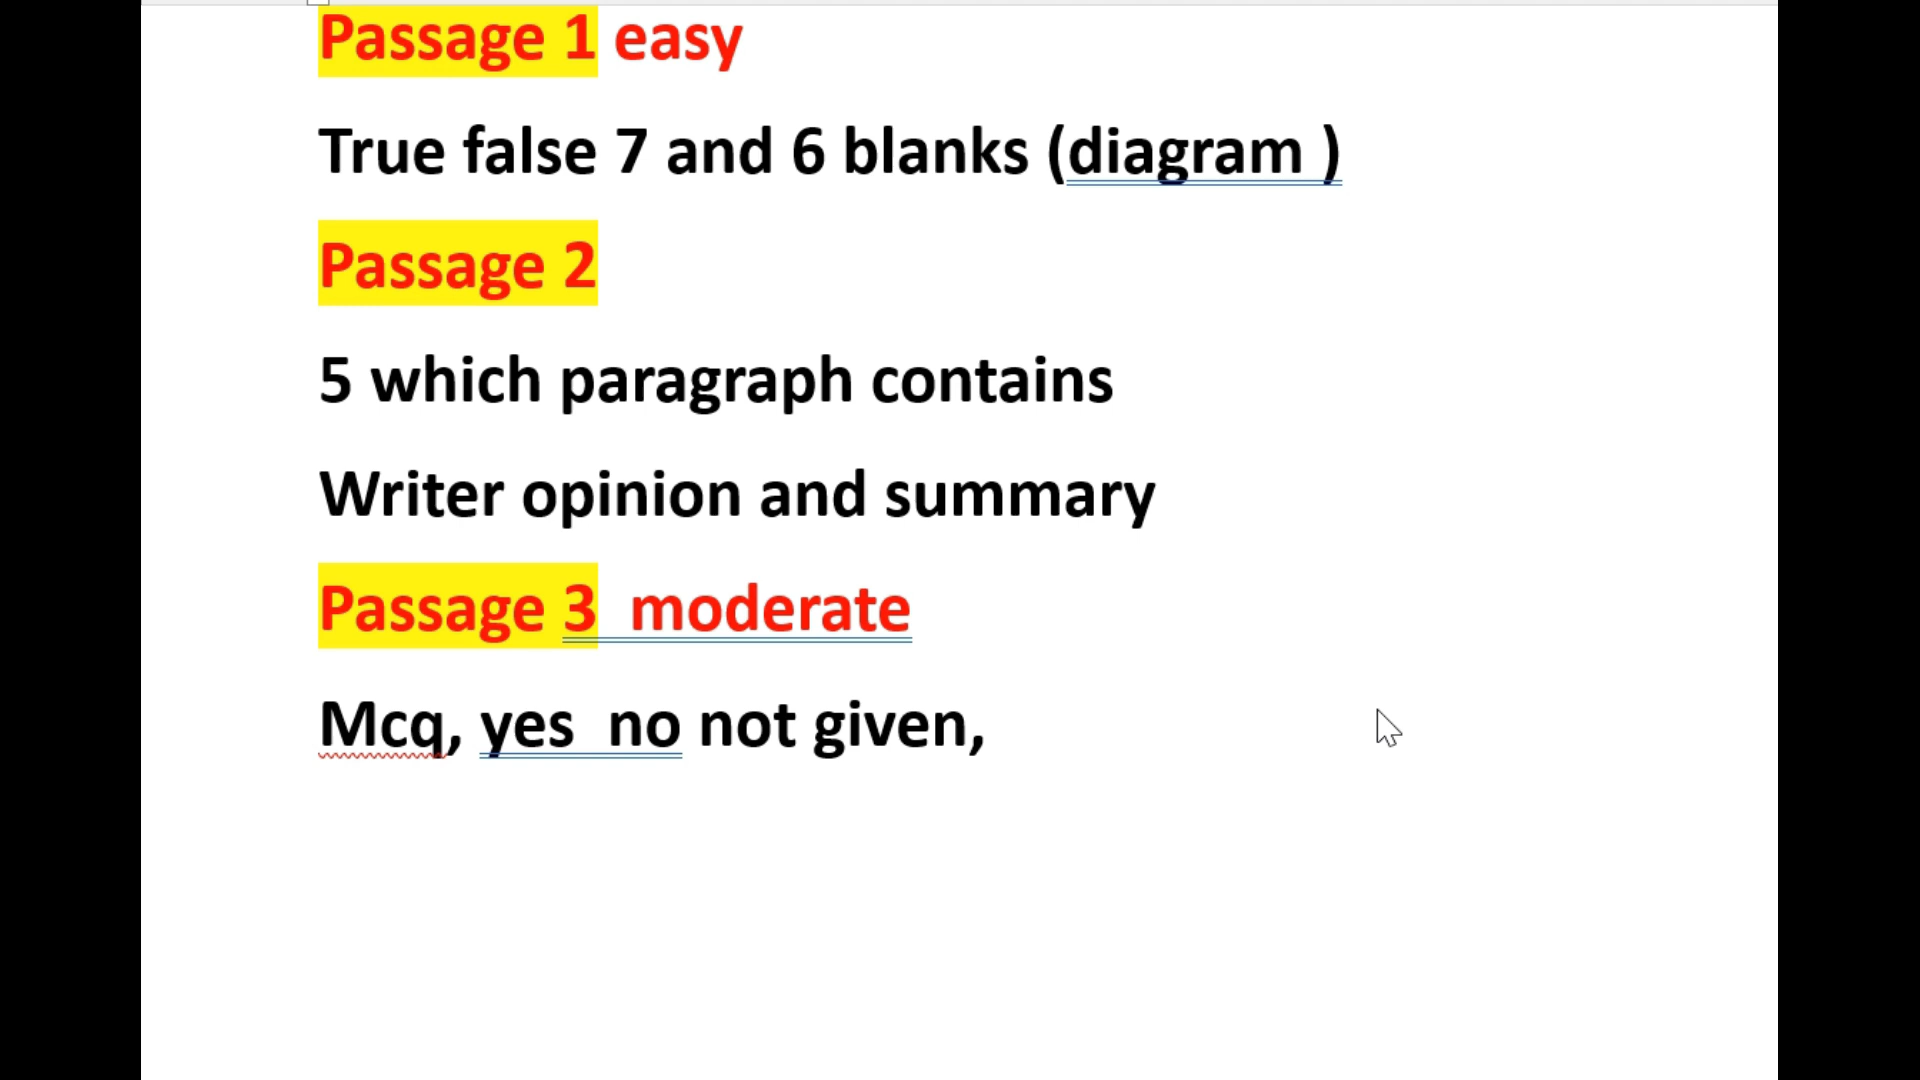 Passage 1 easy
True false 7 and 6 blanks (diagram )
Passage 2
5 which paragraph contains
Writer opinion and summary
Passage 3  moderate
Mcq, yes  no not given,